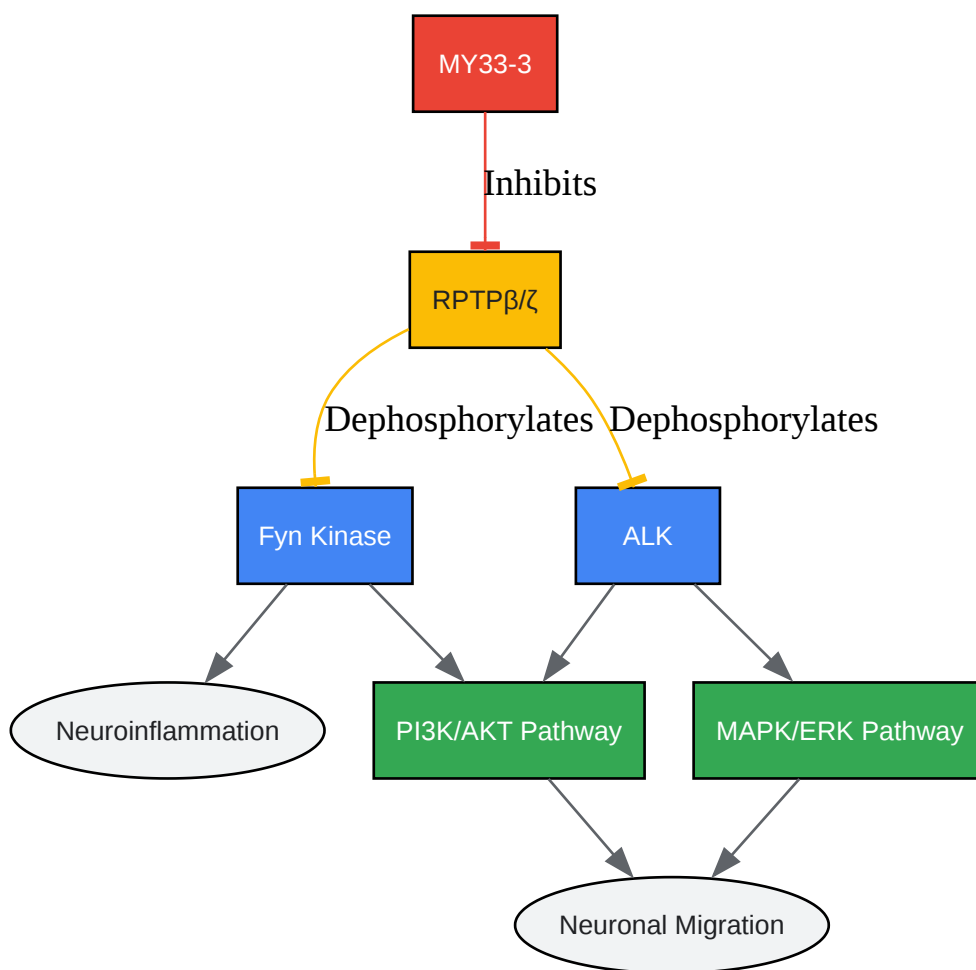 MY33-3
Inhibits
RPTPβ/ζ
Dephosphorylates
Dephosphorylates
Fyn Kinase
ALK
Neuroinflammation
PI3K/AKT Pathway
MAPK/ERK Pathway
Neuronal Migration